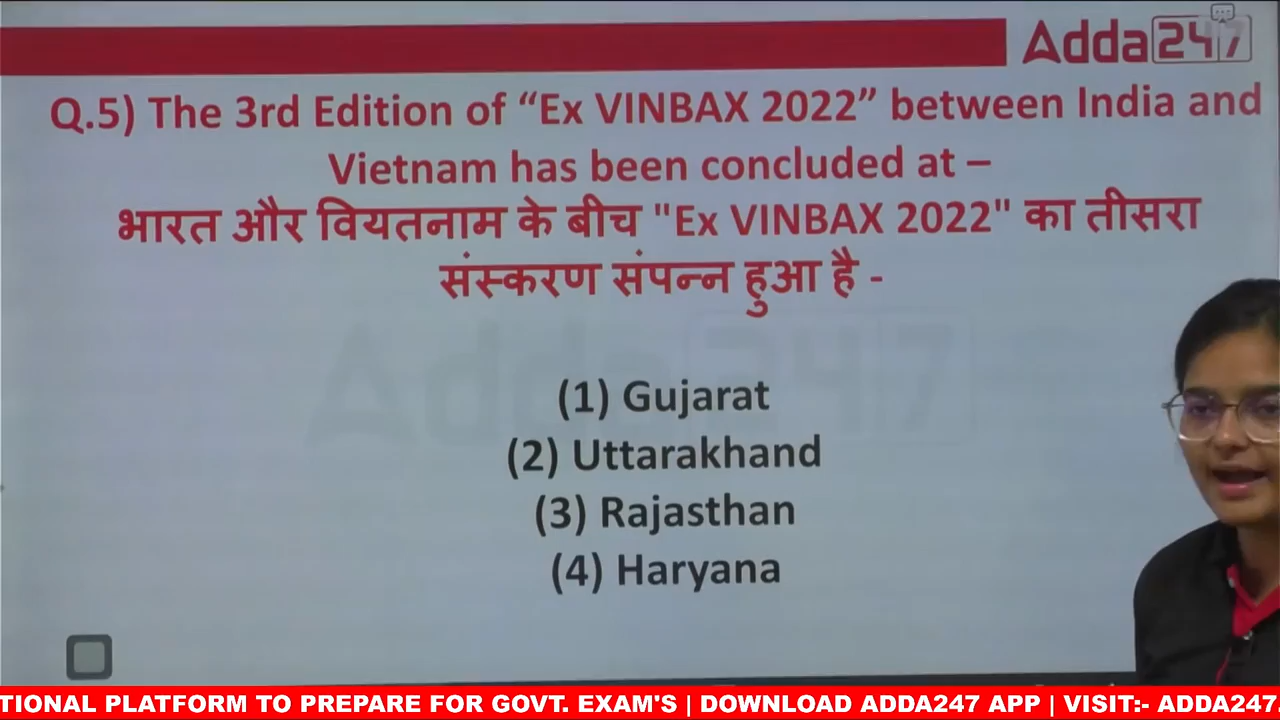 Adda247
Q.5) The 3rd Edition of “Ex VINBAX 2022” between India and
Vietnam has been concluded at –
भारत और वियतनाम के बीच "Ex VINBAX 2022" का तीसरा
संस्करण संपन्न हुआ है -
Adda247
(1) Gujarat
(2) Uttarakhand
(3) Rajasthan
(4) Haryana
TIONAL PLATFORM TO PREPARE FOR GOVT. EXAM'S | DOWNLOAD ADDA247 APP | VISIT:- ADDA247.